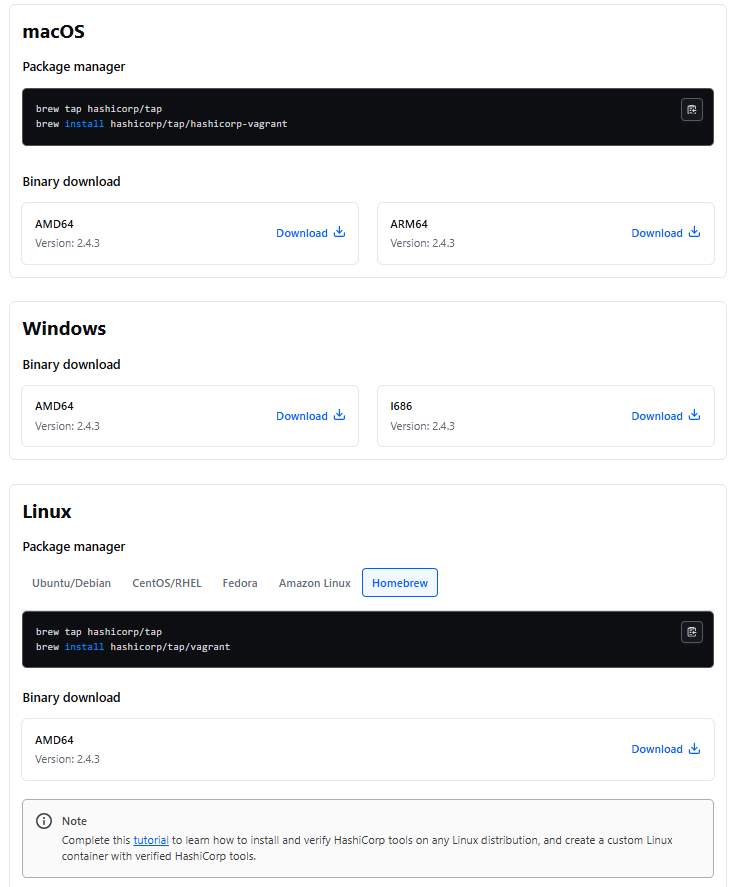 macOS
Package manager
brew tap hashicorp/tap
brew install hashicorp/tap/hashicorp-vagrant
Binary download
AMD64
Version: 2.4.3
Download
ARM64
Version: 2.4.3
Download
Windows
Binary download
AMD64
Version: 2.4.3
Download
I686
Version: 2.4.3
Download
Linux
Package manager
Ubuntu/Debian CentOS/RHEL Fedora Amazon Linux Homebrew
brew tap hashicorp/tap
brew install hashicorp/tap/vagrant
Binary download
AMD64
Version: 2.4.3
Download
Note
Complete this tutorial to learn how to install and verify HashiCorp tools on any Linux distribution, and create a custom Linux
container with verified HashiCorp tools.